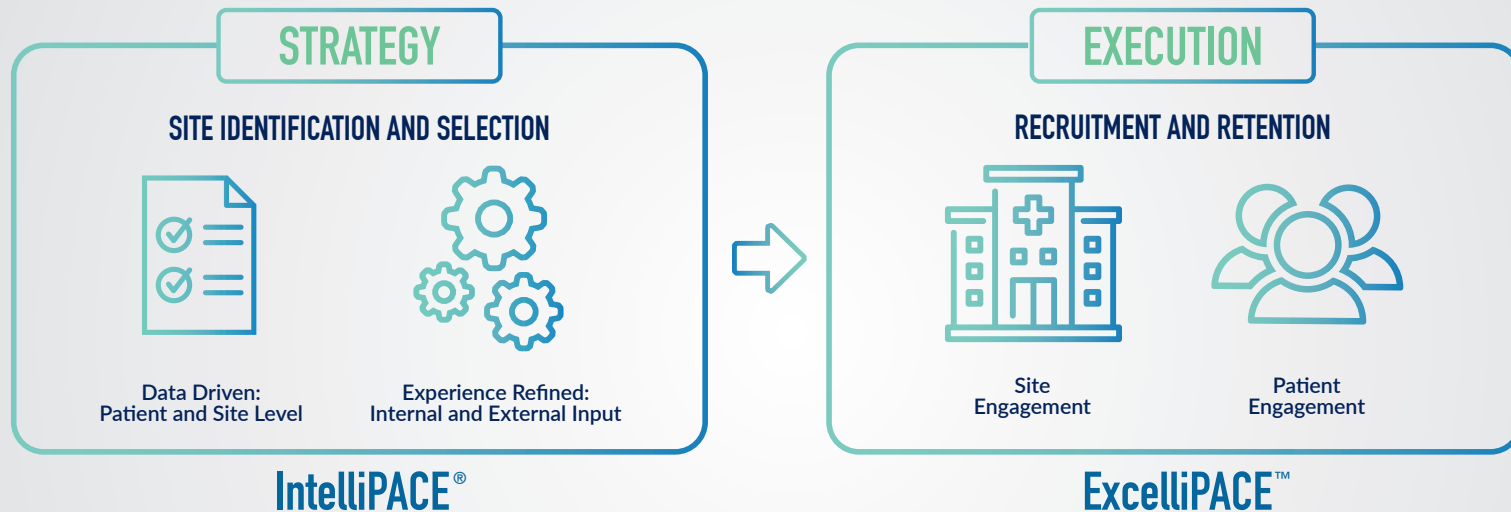 STRATEGY
SITE IDENTIFICATION AND SELECTION
Data Driven:
Patient and Site Level
Experience Refined:
Internal and External Input
IntelliPACE®
EXECUTION
RECRUITMENT AND RETENTION
Site
Engagement
Patient
Engagement
ExcelliPACE™